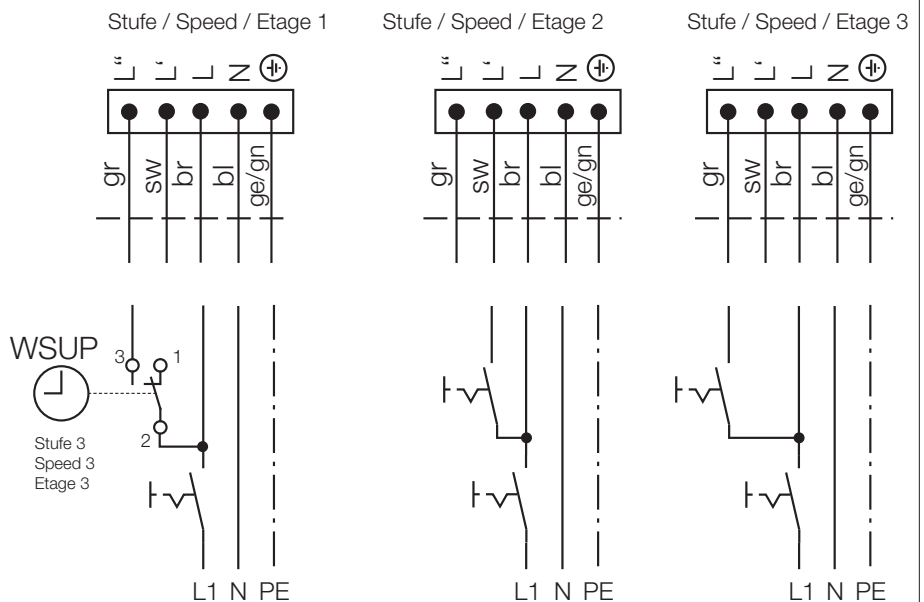 Stufe / Speed / Etage 1
L“
L‘
L
N
gr
sw
br
bl
ge/gn
WSUP
3
1
2
Stufe 3
Speed 3
Etage 3
L1 N PE
Stufe / Speed / Etage 2
L“
L‘
L
N
gr
sw
br
bl
ge/gn
L1 N PE
Stufe / Speed / Etage 3
L“
L‘
L
N
gr
sw
br
bl
ge/gn
L1 N PE